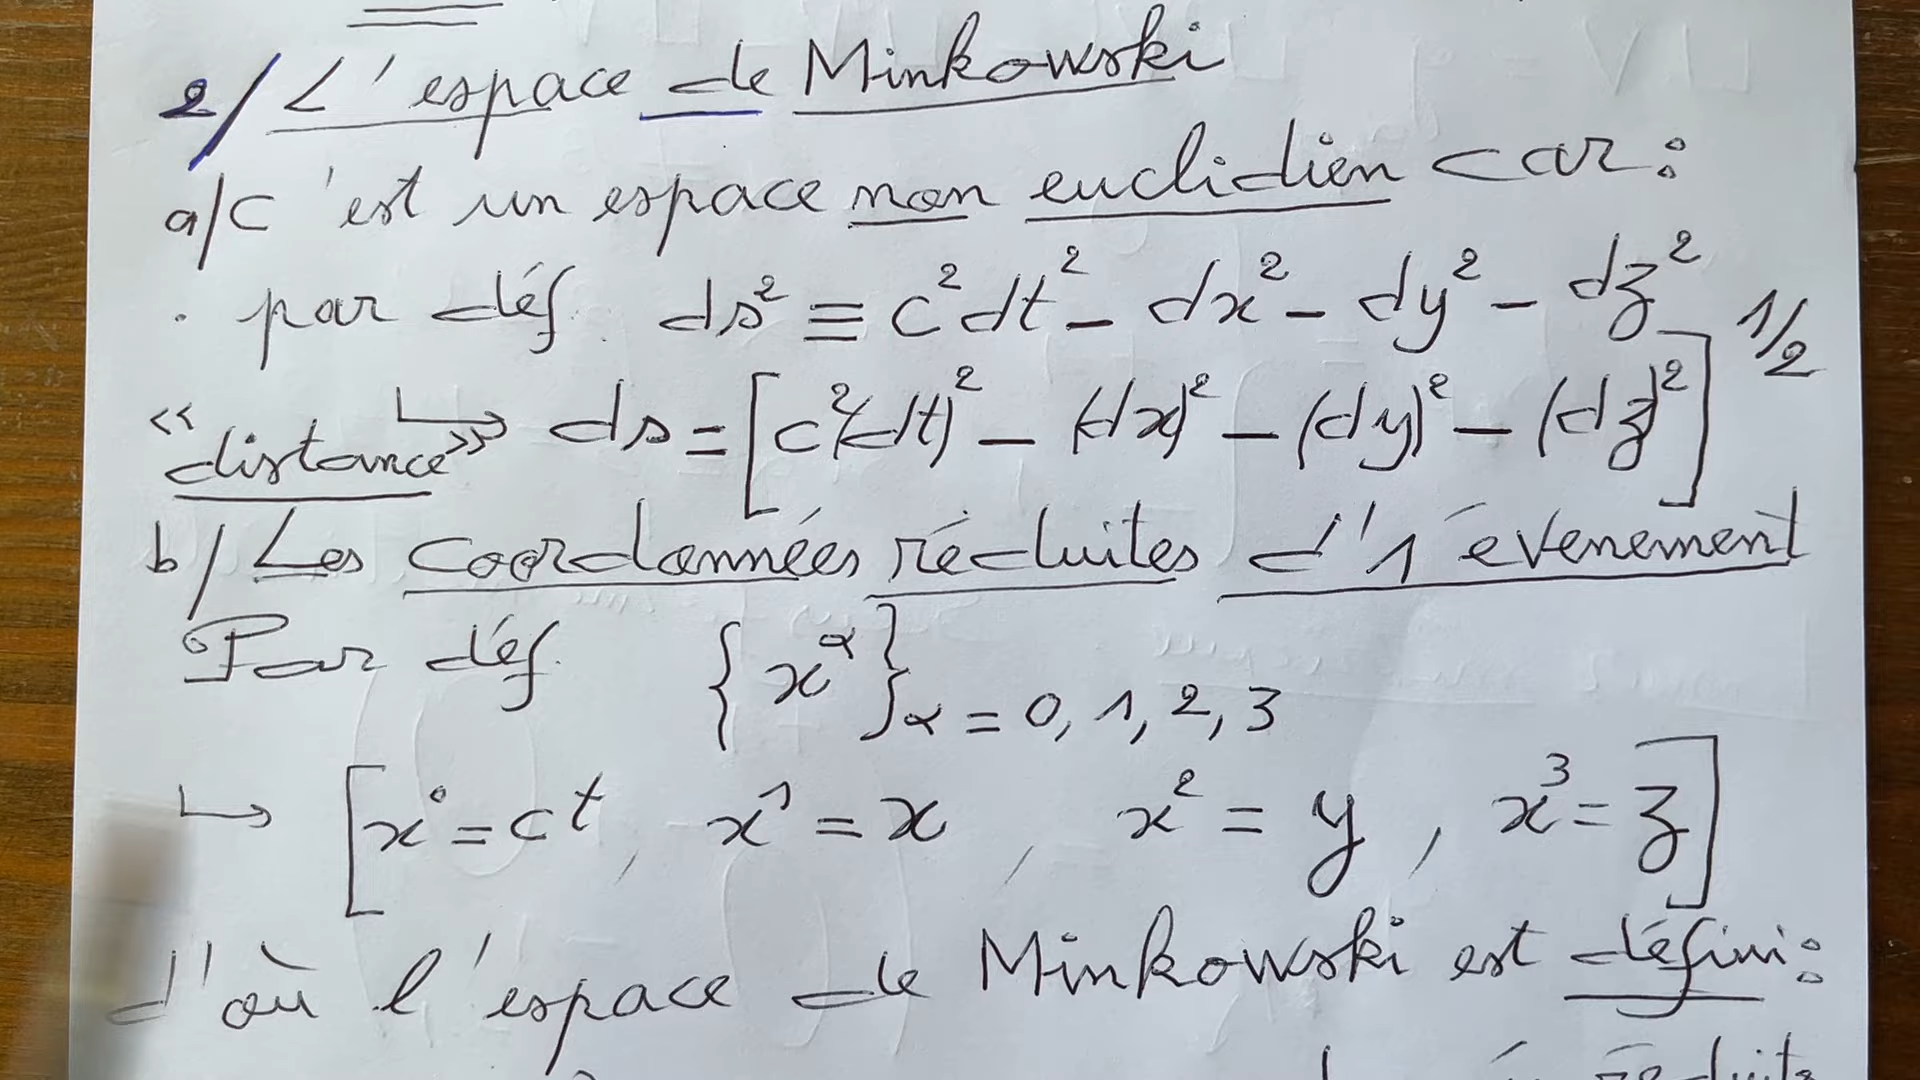 2/ L'espace de Minkowski
a/ C'est un espace non euclidien car:
. par déf. ds² ≡ c²dt² - dx² - dy² - dz²
"distance" ↳ ds = [c²(dt)² - (dx)² - (dy)² - (dz)²]^1/2
b/ Les coordonnées réduites d'1 évenement
Par déf. {x^α}_α = 0, 1, 2, 3
↳ [x⁰ = ct, x¹ = x, x² = y, x³ = z]
d'où l'espace de Minkowski est défini: